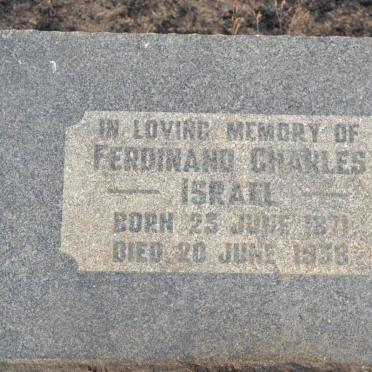 IN LOVING MEMORY OF
FERDINAND CHARLES
ISRAEL
BORN 25 JUNE 1871
DIED 20 JUNE 1938